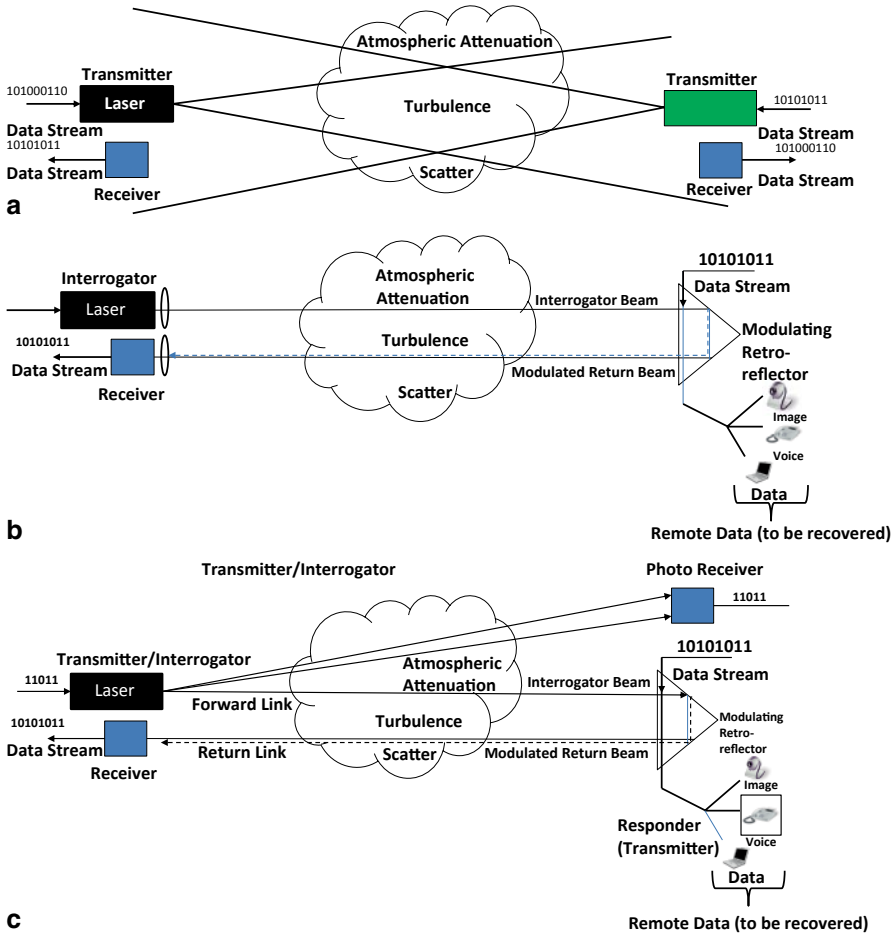 Atmospheric Attenuation
Transmitter
Transmitter
101000110
Laser
10101011
Turbulence
Data Stream
Data Stream
10101011
101000110
Data Stream
Data Stream
Scatter
Receiver
Receiver
a
10101011
Interrogator
Atmospheric
Attenuation
Data Stream
Interrogator Beam
Laser
Modulating
Retro-
reflector
10101011
Turbulence
Data Stream
Modulated Return Beam
Receiver
Scatter
Image
Voice
Data
b
Remote Data (to be recovered)
Transmitter/Interrogator
Photo Receiver
11011
10101011
Transmitter/Interrogator
Atmospheric
Attenuation
Data Stream
11011
Laser
Interrogator Beam
Forward Link
10101011
Turbulence
Modulating
Retro-
reflector
Data Stream
Return Link
Scatter
Modulated Return Beam
Receiver
Image
Responder
(Transmitter)
Voice
Data
c
Remote Data (to be recovered)